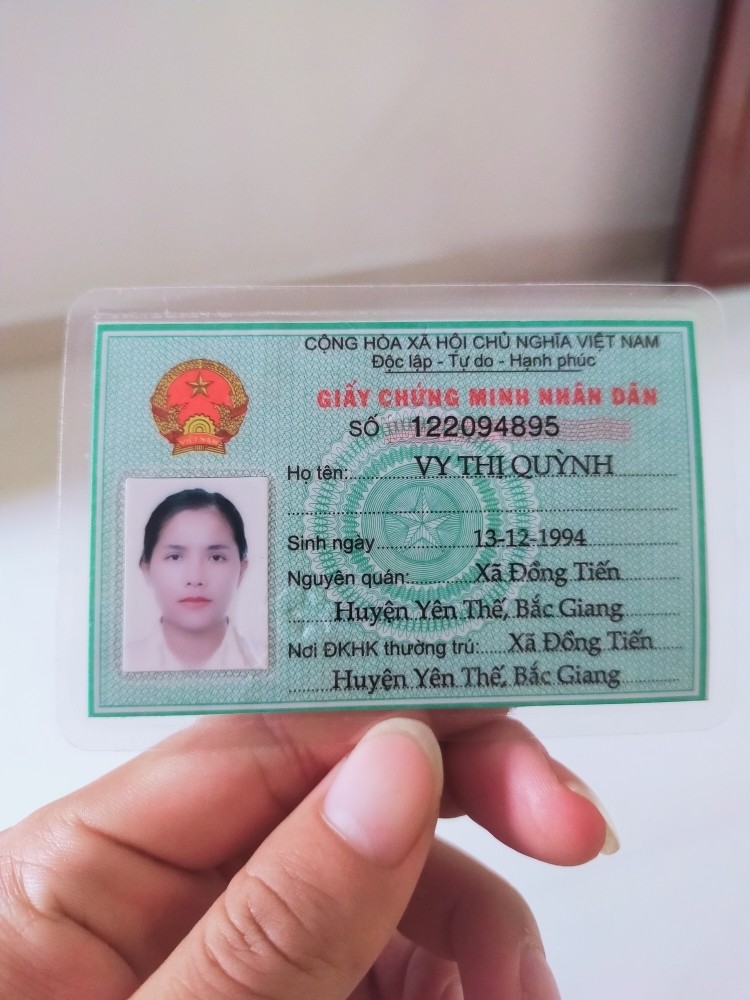 CỘNG HÒA XÃ HỘI CHỦ NGHĨA VIỆT NAM
Độc lập - Tự do - Hạnh phúc
GIẤY CHỨNG MINH NHÂN DÂN
SỐ 122094895
Họ tên: VY THỊ QUỲNH
Sinh ngày 13-12-1994
Nguyên quán: Xã Đồng Tiến
Huyện Yên Thế, Bắc Giang
Nơi ĐKHK thường trú: Xã Đồng Tiến
Huyện Yên Thế, Bắc Giang
VIỆT NAM